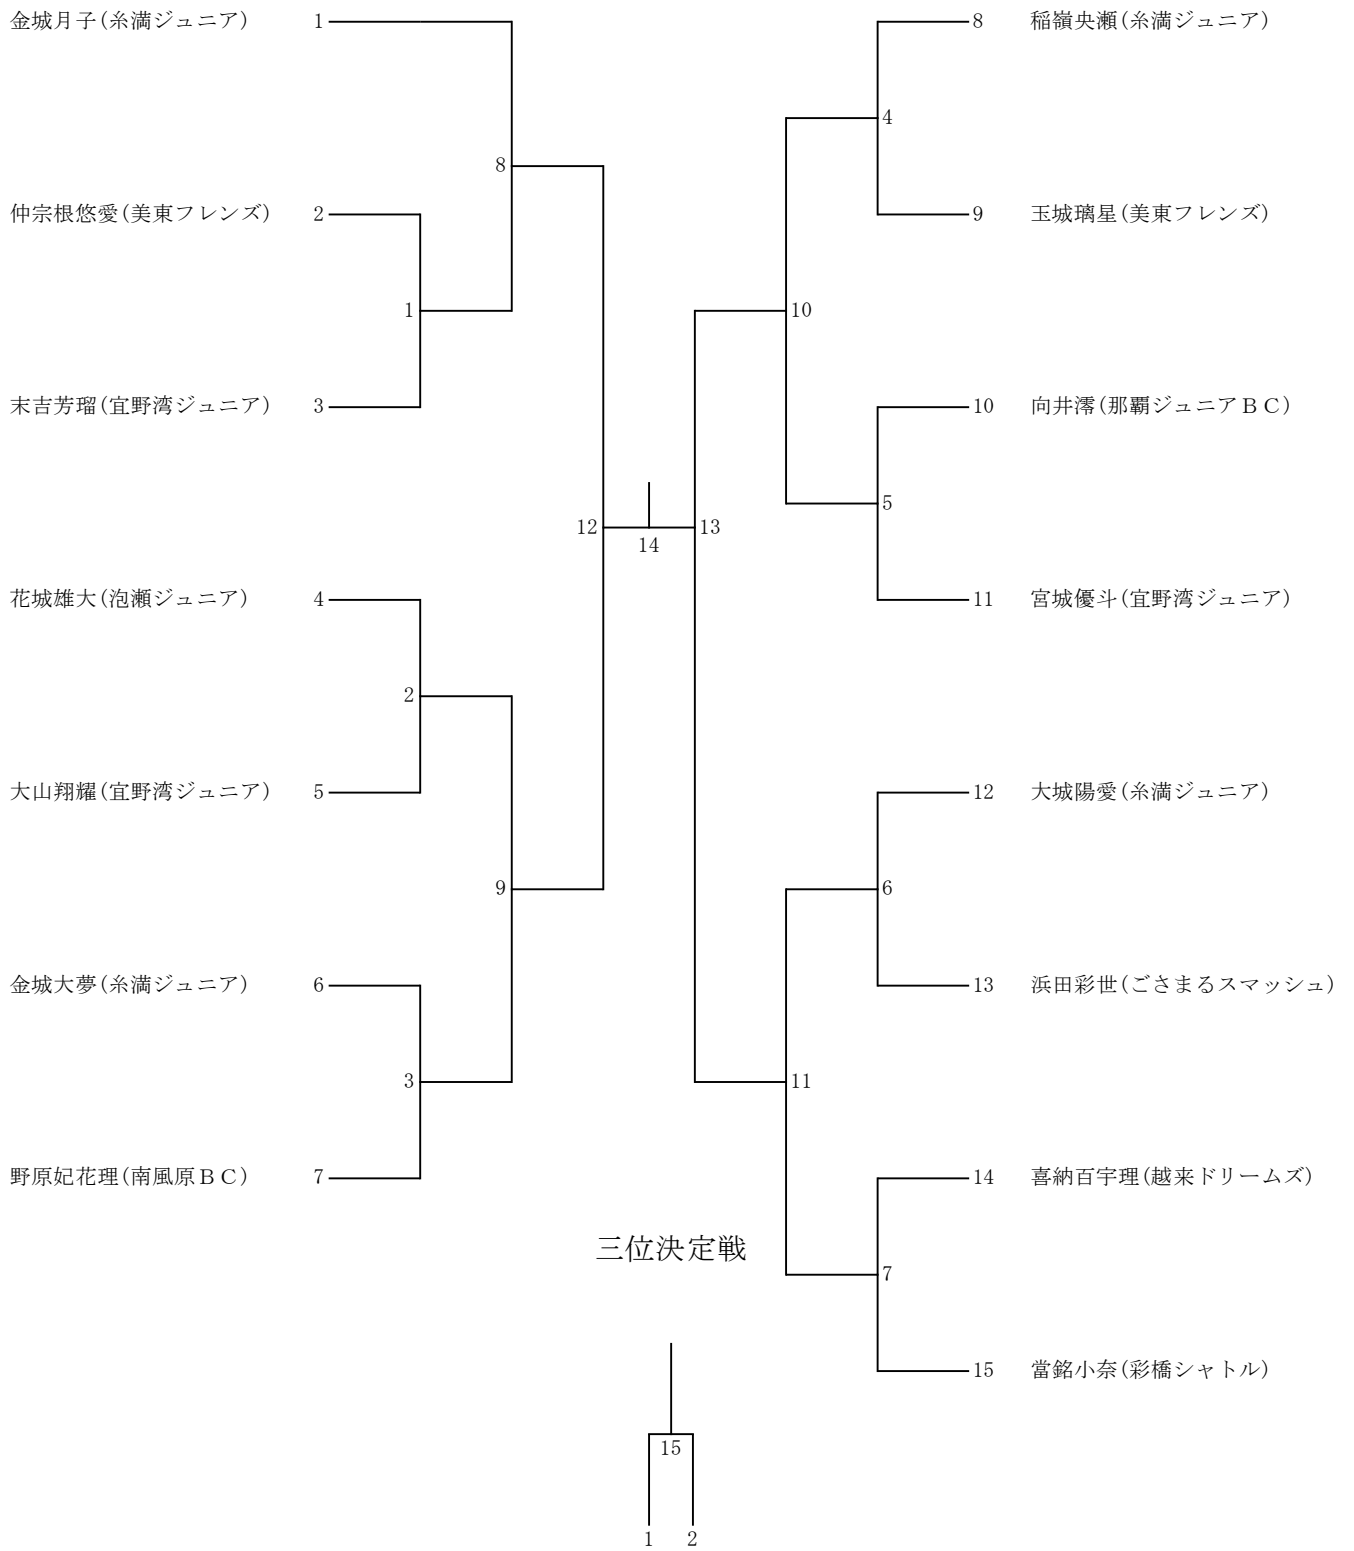 金城月子(糸満ジュニア) 1
8
仲宗根悠愛(美東フレンズ) 2
1
末吉芳瑠(宜野湾ジュニア) 3
12
花城雄大(泡瀬ジュニア) 4
2
大山翔耀(宜野湾ジュニア) 5
9
金城大夢(糸満ジュニア) 6
3
野原妃花理(南風原ＢＣ) 7
14
8 稲嶺央瀬(糸満ジュニア)
4
9 玉城璃星(美東フレンズ)
10
10 向井澪(那覇ジュニアＢＣ)
5
11 宮城優斗(宜野湾ジュニア)
13
12 大城陽愛(糸満ジュニア)
6
13 浜田彩世(ごさまるスマッシュ)
11
14 喜納百宇理(越来ドリームズ)
7
15 當銘小奈(彩橋シャトル)
三位決定戦
15
1 2